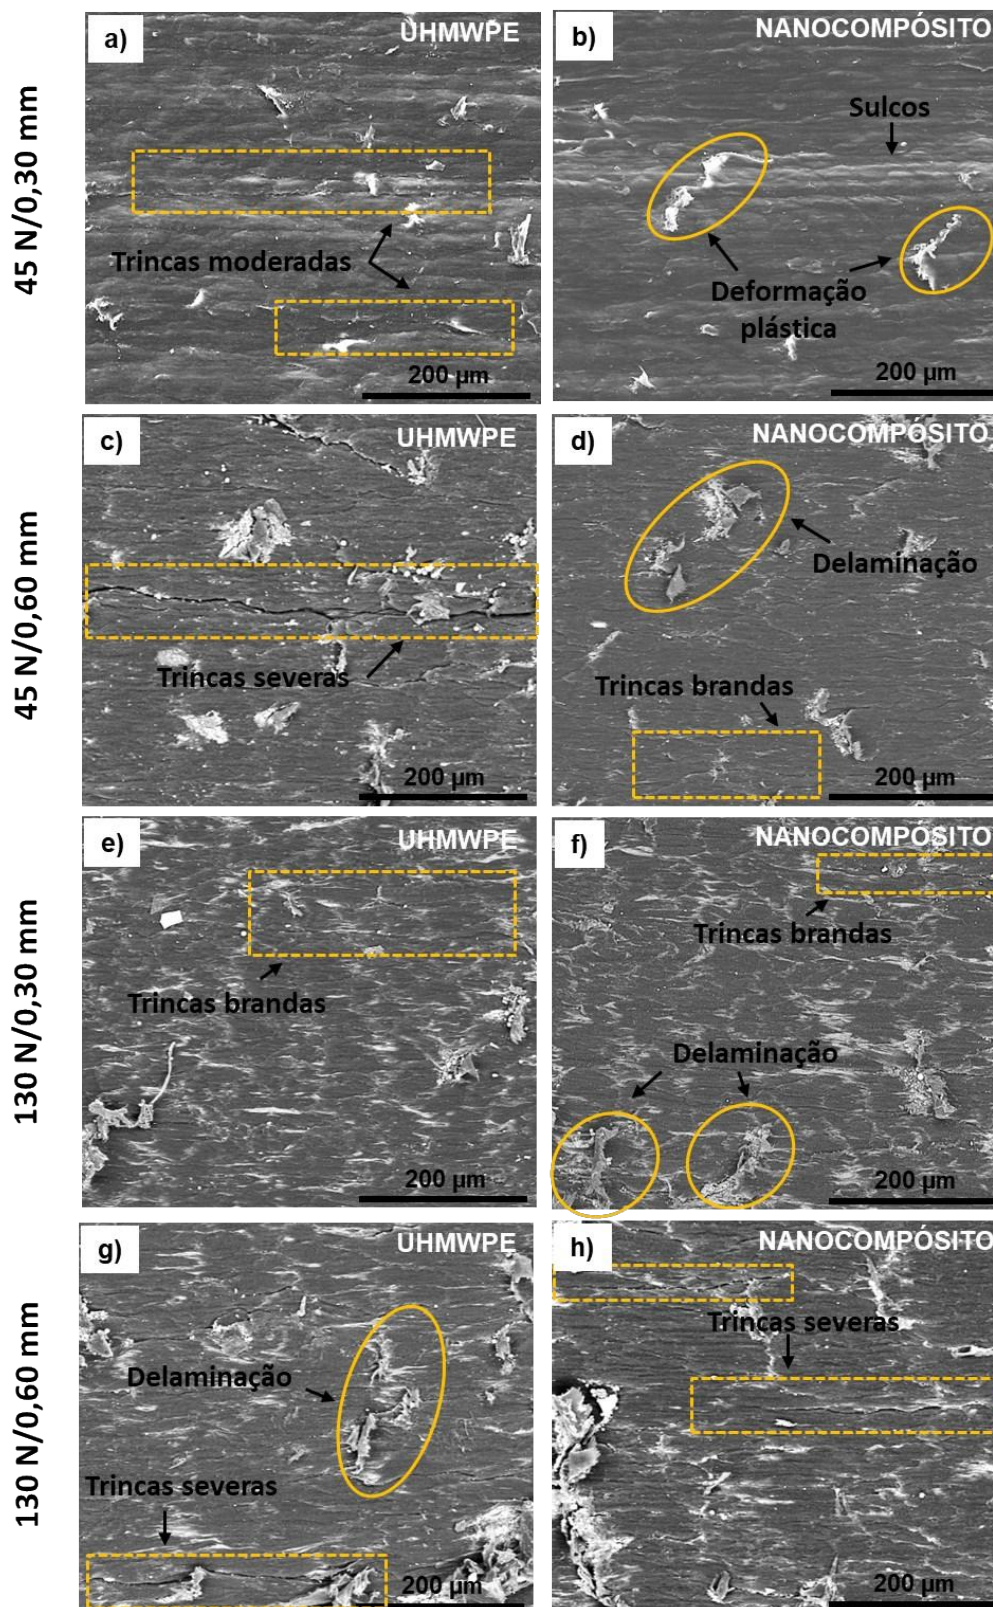 45 N/0,30 mm
a)
UHMWPE
Trincas moderadas
200 µm
b)
NANOCOMPÓSITO
Sulcos
Deformação
plástica
200 µm
45 N/0,60 mm
c)
UHMWPE
Trincas severas
200 µm
d)
NANOCOMPÓSITO
Delaminação
Trincas brandas
200 µm
130 N/0,30 mm
e)
UHMWPE
Trincas brandas
200 µm
f)
NANOCOMPÓSITO
Trincas brandas
Delaminação
200 µm
130 N/0,60 mm
g)
UHMWPE
Delaminação
Trincas severas
200 µm
h)
NANOCOMPÓSITO
Trincas severas
200 µm